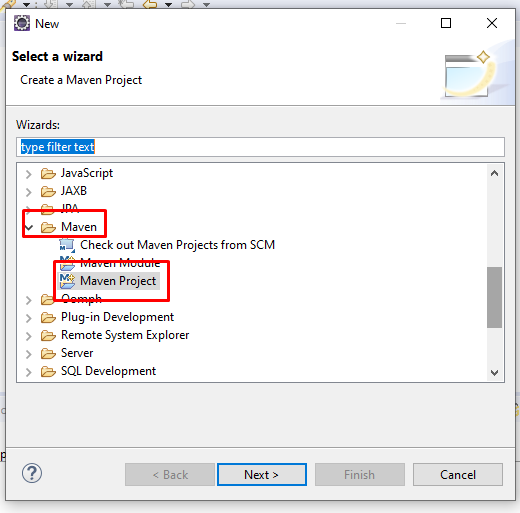 New
Select a wizard
Create a Maven Project
Wizards:
type filter text
JavaScript
JAXB
JPA
Maven
Check out Maven Projects from SCM
Maven Module
Maven Project
Oomph
Plug-in Development
Remote System Explorer
Server
SQL Development
< Back
Next >
Finish
Cancel